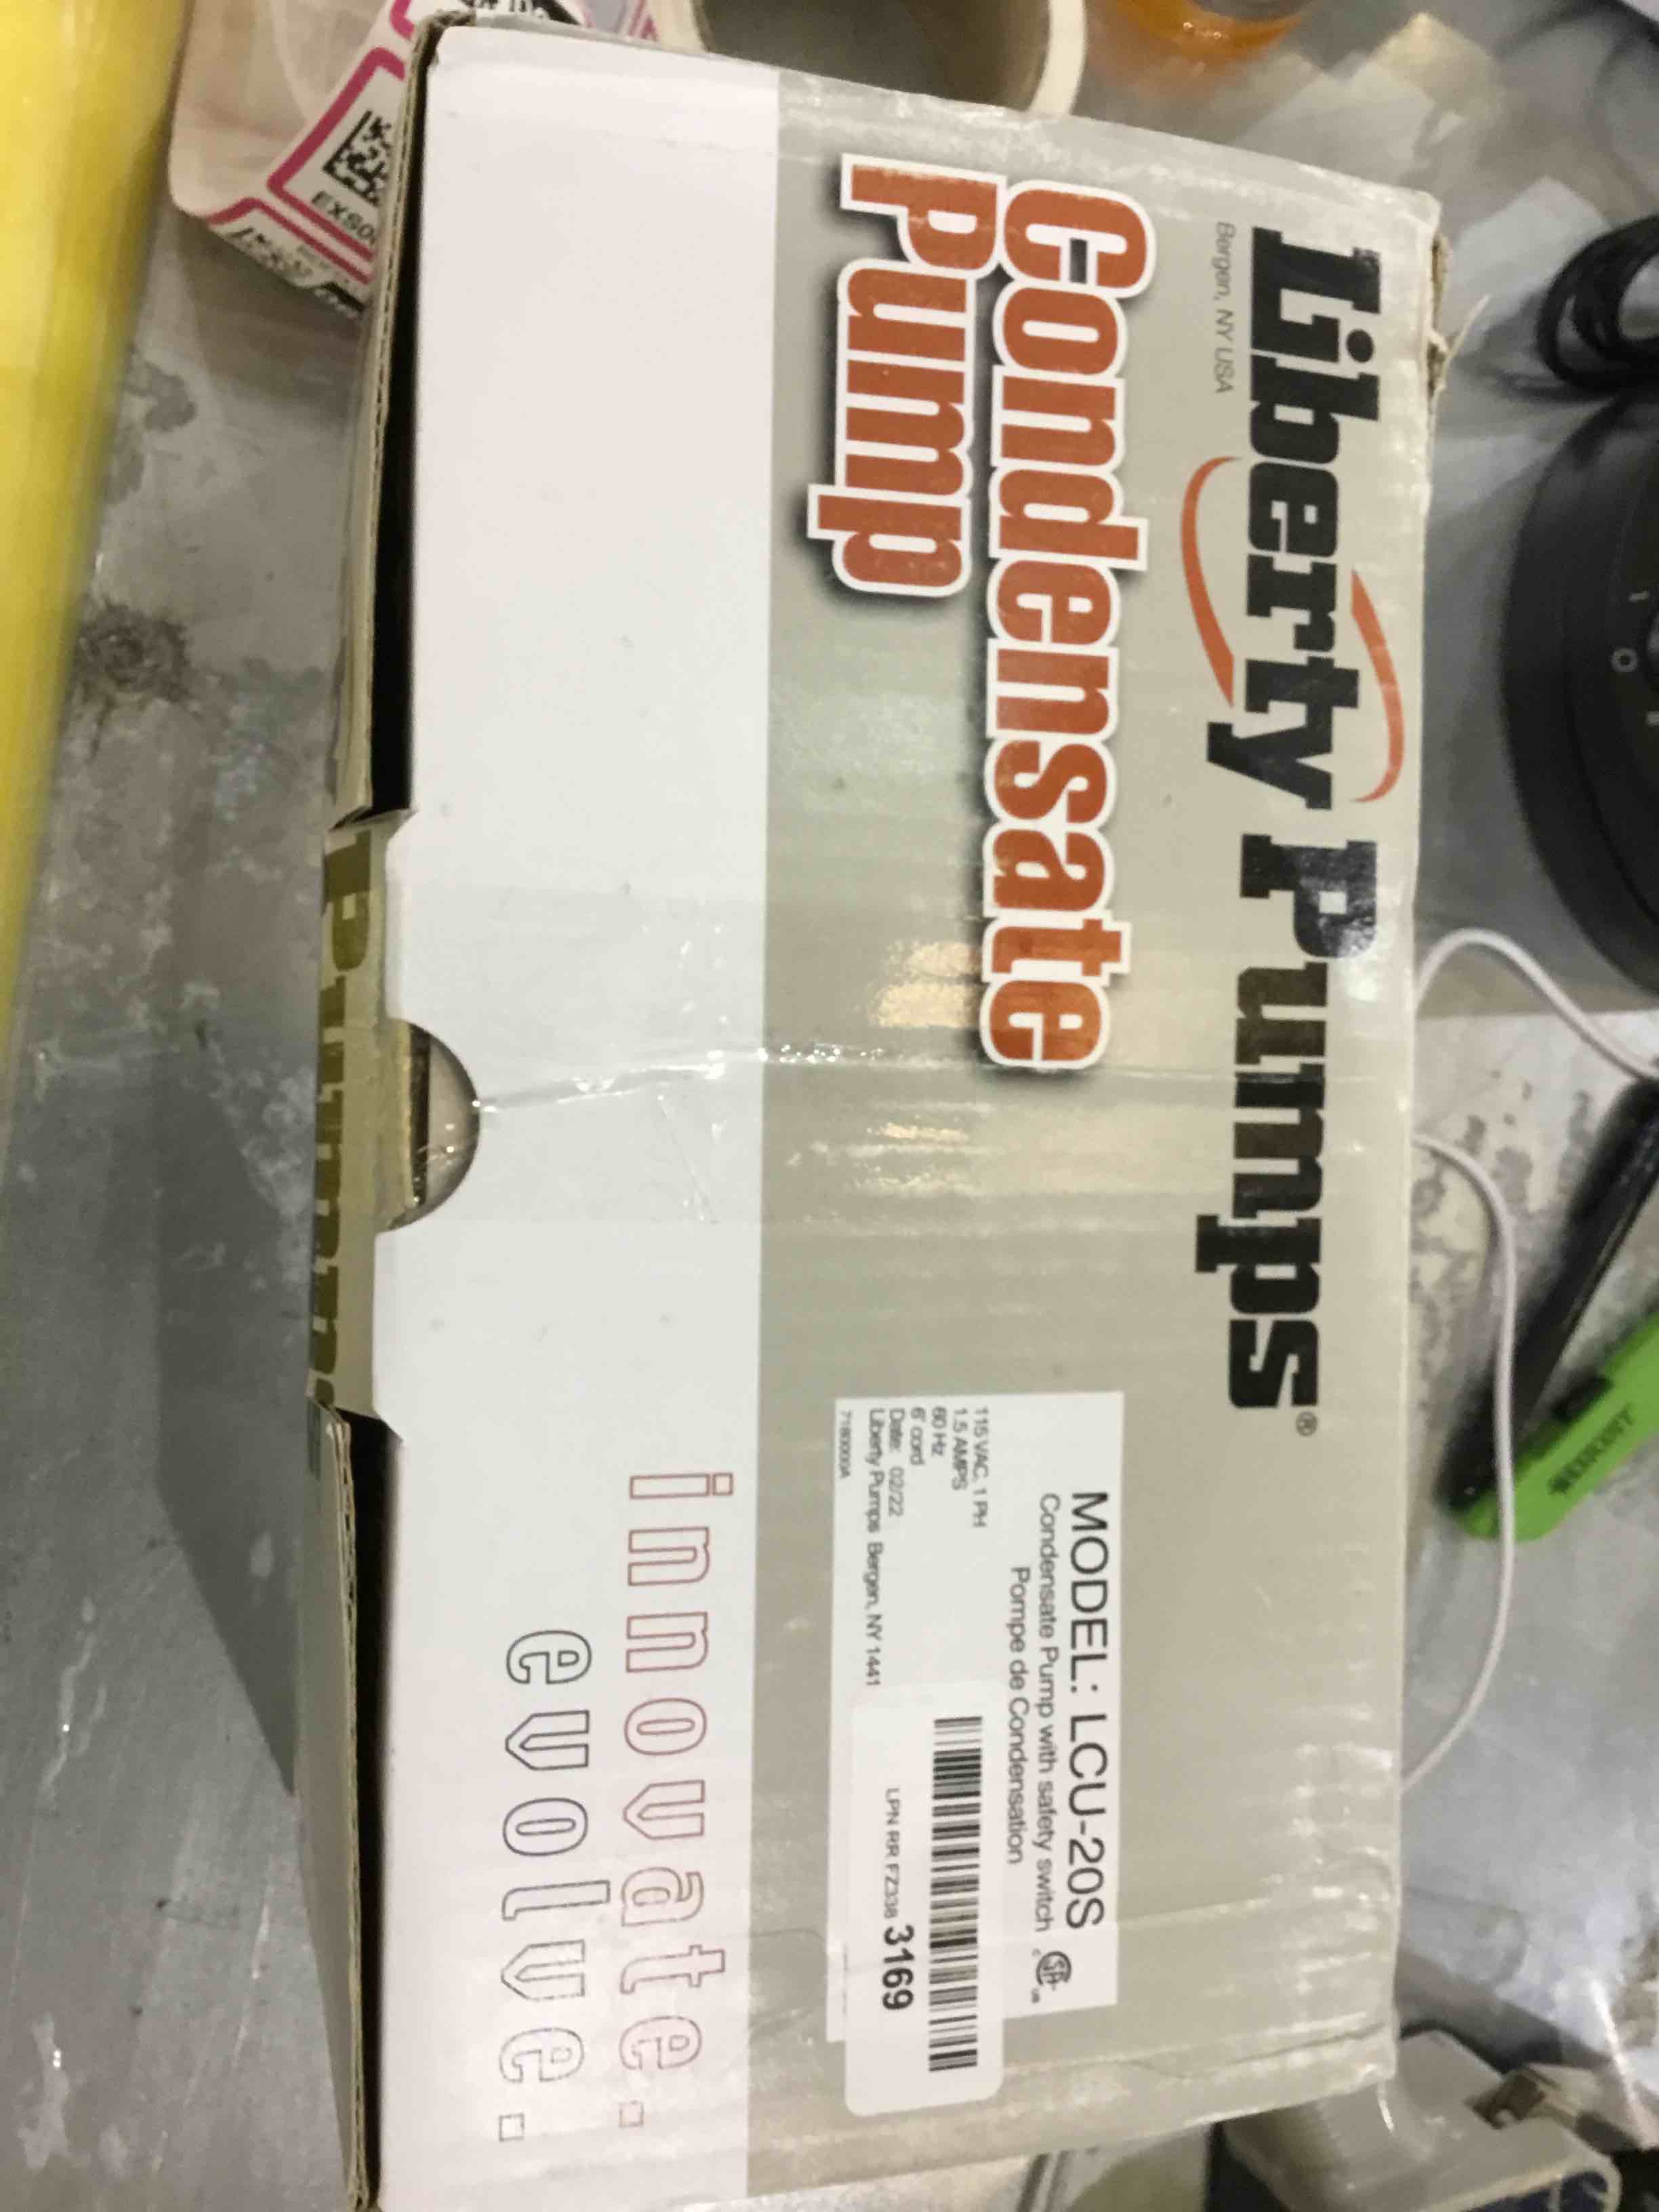 Liberty Pumps®
Bergen, NY USA
Condensate
Pump
MODEL: LCU-20S
Condensate Pump with safety switch
Pompe de Condensation
115 VAC, 1 PH
1.5 AMPS
60 Hz
6' cord
Date: 02/22
Liberty Pumps Bergen, NY 1441
7180000A
LPN RR FZ338 3169
innovate.
evolve.
Pump